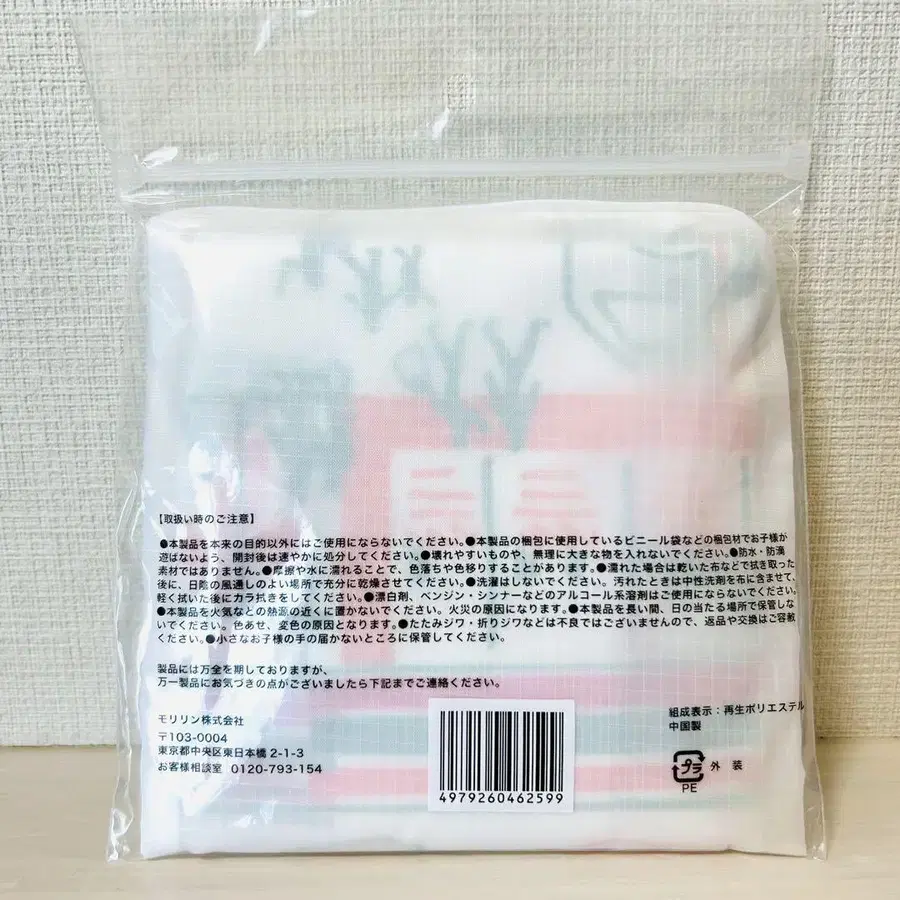 【取扱い時のご注意】
●本製品を本来の目的以外にはご使用にならないでください。●本製品の梱包に使用しているビニール袋などの梱包材でお子様が
遊ばないよう、開封後は速やかに処分してください。●壊れやすいものや、無理に大きな物を入れないでください。●防水・防滴
素材ではありません。●摩擦や水に濡れることで、色落ちや色移りすることがあります。●濡れた場合は乾いた布などで拭き取った
後に、日陰の風通しのよい場所で充分に乾燥させてください。●洗濯はしないでください。汚れたときは中性洗剤を布に含ませて、
軽く拭いた後にカラ拭きをしてください。●漂白剤、ベンジン・シンナーなどのアルコール系溶剤はご使用にならないでください。
●本製品を火気などの熱源の近くに置かないでください。火災の原因になります。●本製品を長い間、日の当たる場所で保管しな
いでください。色あせ、変色の原因となります。●たたみジワ・折りジワなどは不良ではございませんので、返品や交換はご容赦
ください。●小さなお子様の手の届かないところに保管してください。
製品には万全を期しておりますが、
万一製品にお気づきの点がございましたら下記までご連絡ください。
モリリン株式会社
〒103-0004
東京都中央区東日本橋 2-1-3
お客様相談室 0120-793-154
4979260462599
組成表示：再生ポリエステル
中国製
プラ 外 装
PE